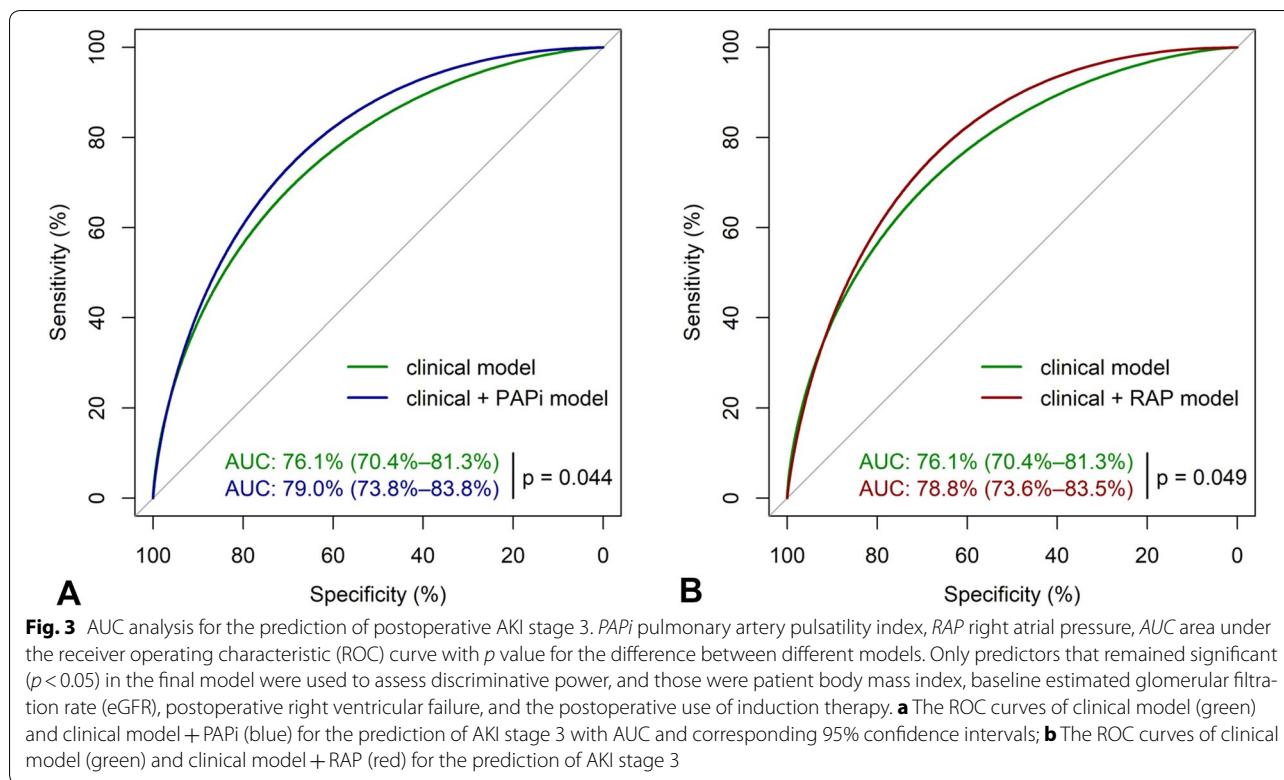 100
80
60
40
20
0
Sensitivity (%)
clinical model
clinical + PAPi model
AUC: 76.1% (70.4%–81.3%)
AUC: 79.0% (73.8%–83.8%)
p = 0.044
100 80 60 40 20 0
Specificity (%)
A
100
80
60
40
20
0
Sensitivity (%)
clinical model
clinical + RAP model
AUC: 76.1% (70.4%–81.3%)
AUC: 78.8% (73.6%–83.5%)
p = 0.049
100 80 60 40 20 0
Specificity (%)
B
Fig. 3 AUC analysis for the prediction of postoperative AKI stage 3. PAPi pulmonary artery pulsatility index, RAP right atrial pressure, AUC area under
the receiver operating characteristic (ROC) curve with p value for the difference between different models. Only predictors that remained significant
(p < 0.05) in the final model were used to assess discriminative power, and those were patient body mass index, baseline estimated glomerular filtra-
tion rate (eGFR), postoperative right ventricular failure, and the postoperative use of induction therapy. a The ROC curves of clinical model (green)
and clinical model + PAPi (blue) for the prediction of AKI stage 3 with AUC and corresponding 95% confidence intervals; b The ROC curves of clinical
model (green) and clinical model + RAP (red) for the prediction of AKI stage 3